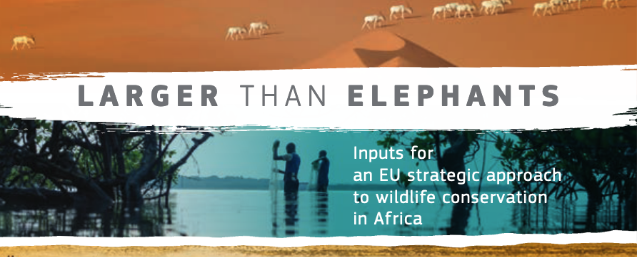 LARGER THAN ELEPHANTS
Inputs for
an EU strategic approach
to wildlife conservation
in Africa